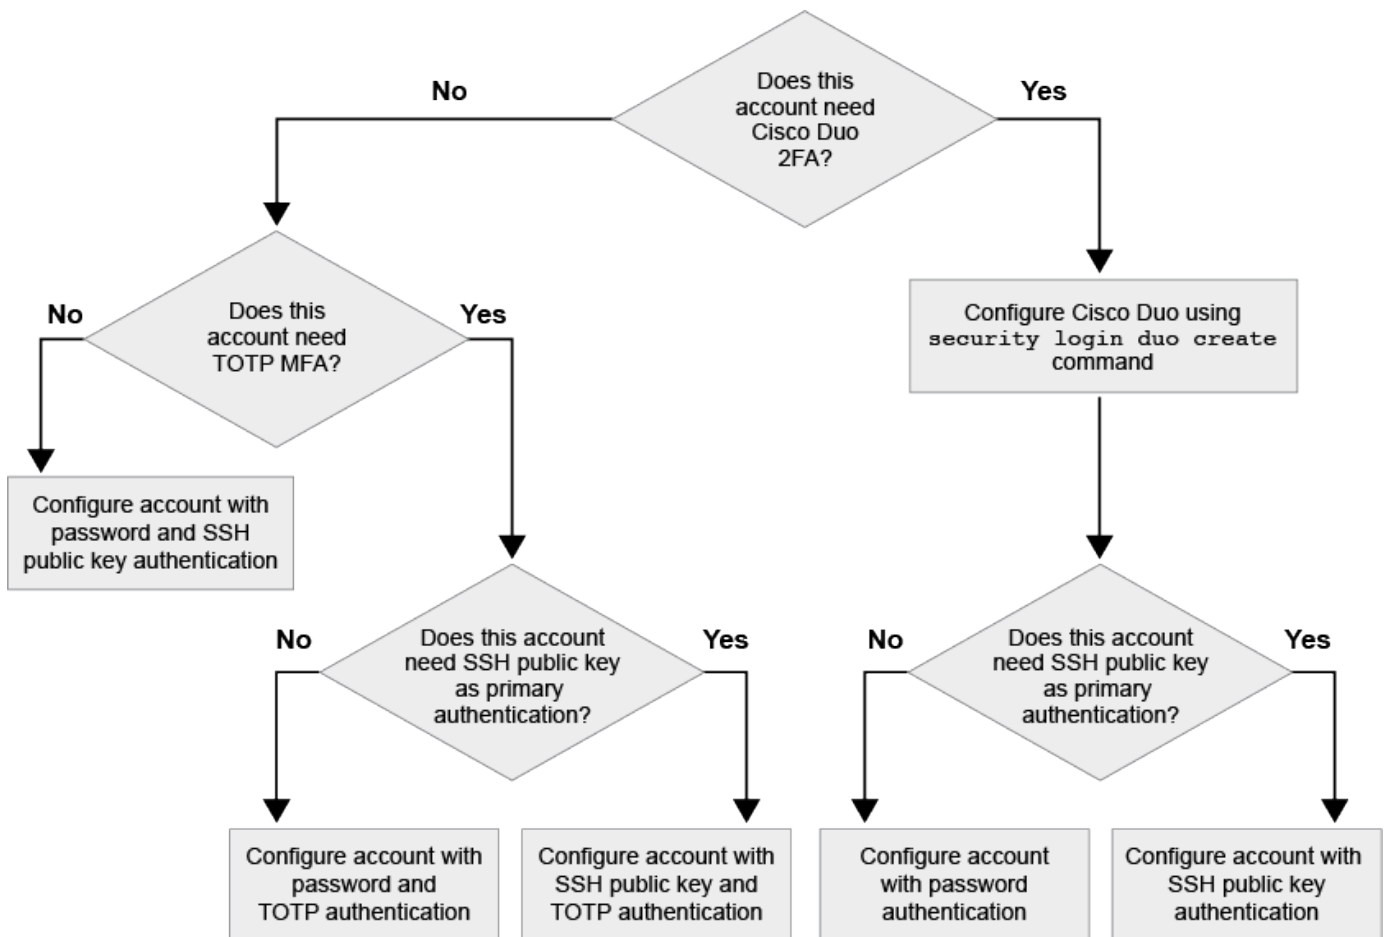 Does this
account need
Cisco Duo
2FA?
No
Yes
Does this
account need
TOTP MFA?
No
Yes
Configure Cisco Duo using
security login duo create
command
Configure account with
password and SSH
public key authentication
Does this account
need SSH public key
as primary
authentication?
No
Yes
Does this account
need SSH public key
as primary
authentication?
No
Yes
Configure account with
password and
TOTP authentication
Configure account with
SSH public key and
TOTP authentication
Configure account
with password
authentication
Configure account with
SSH public key
authentication